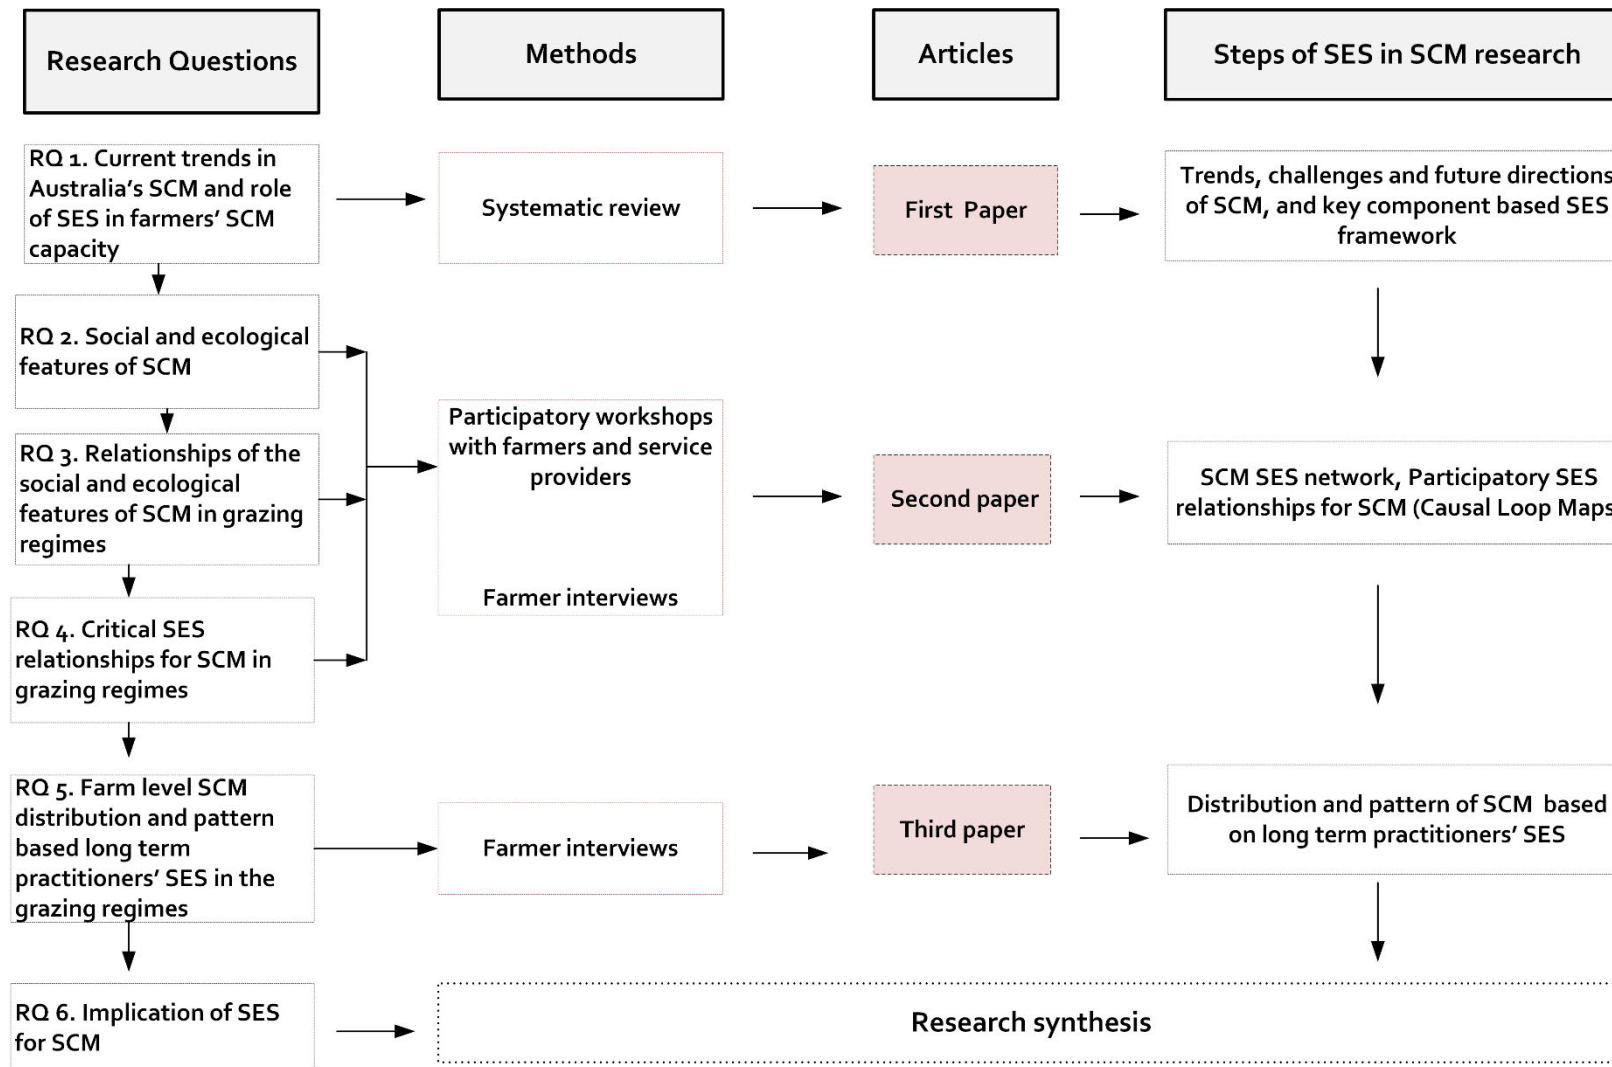 Research Questions
Methods
Articles
Steps of SES in SCM research
RQ 1. Current trends in
Australia's SCM and role
of SES in farmers' SCM
capacity
Systematic review
First Paper
Trends, challenges and future directions
of SCM, and key component based SES
framework
RQ 2. Social and ecological
features of SCM
RQ 3. Relationships of the
social and ecological
features of SCM in grazing
regimes
RQ 4. Critical SES
relationships for SCM in
grazing regimes
Participatory workshops
with farmers and service
providers
Farmer interviews
Second paper
SCM SES network, Participatory SES
relationships for SCM (Causal Loop Maps
RQ 5. Farm level SCM
distribution and pattern
based long term
practitioners' SES in the
grazing regimes
Farmer interviews
Third paper
Distribution and pattern of SCM based
on long term practitioners' SES
RQ 6. Implication of SES
for SCM
Research synthesis